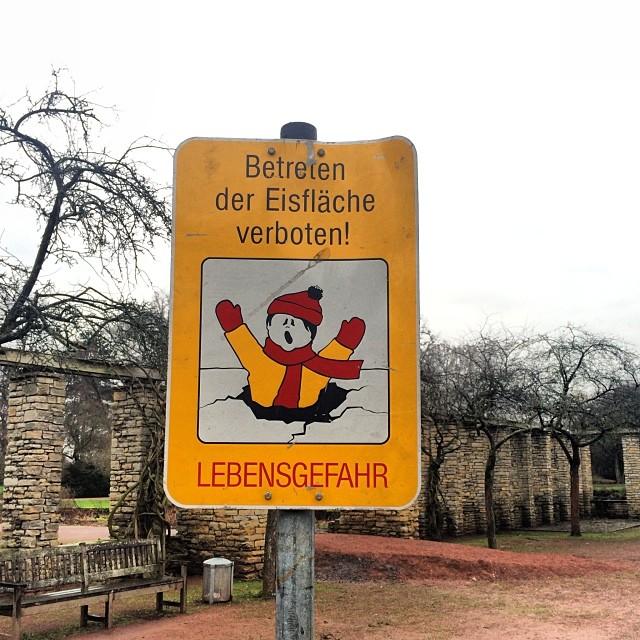 Betreten
der Eisfläche
verboten!
LEBENSGEFAHR